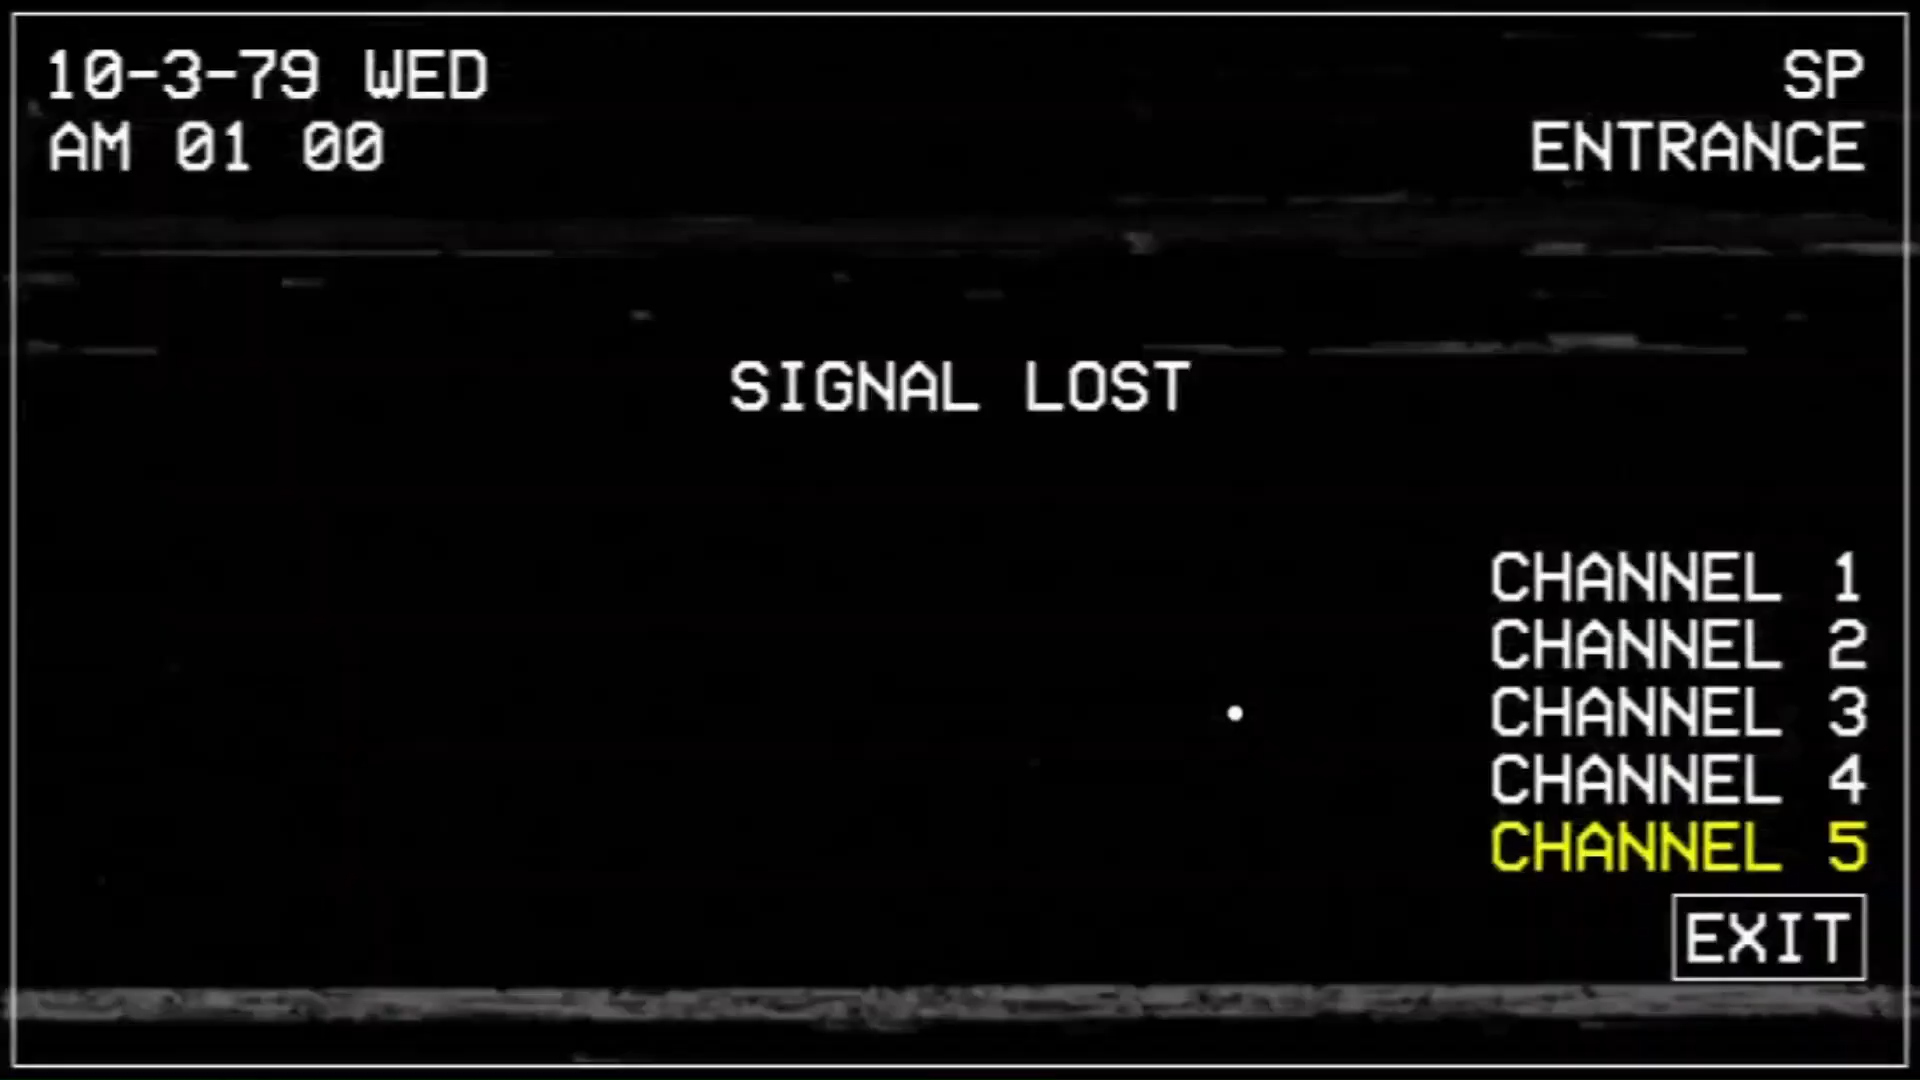 10-3-79 WED
AM 01 00
SP
ENTRANCE
SIGNAL LOST
CHANNEL 1
CHANNEL 2
CHANNEL 3
CHANNEL 4
CHANNEL 5
EXIT